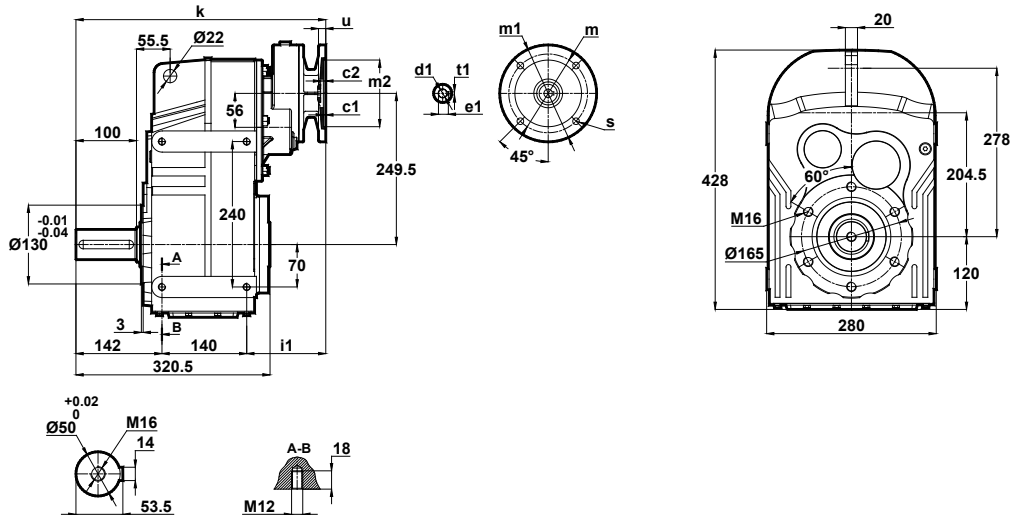 k
u
55.5
Ø22
c2
m2
c1
56
100
249.5
-0.01
-0.04
Ø130
240
70
A
B
3
142
140
i1
320.5
m1
m
d1
t1
e1
s
45°
20
278
204.5
428
60°
M16
Ø165
120
280
+0.02
0
Ø50
M16
14
53.5
A-B
18
M12